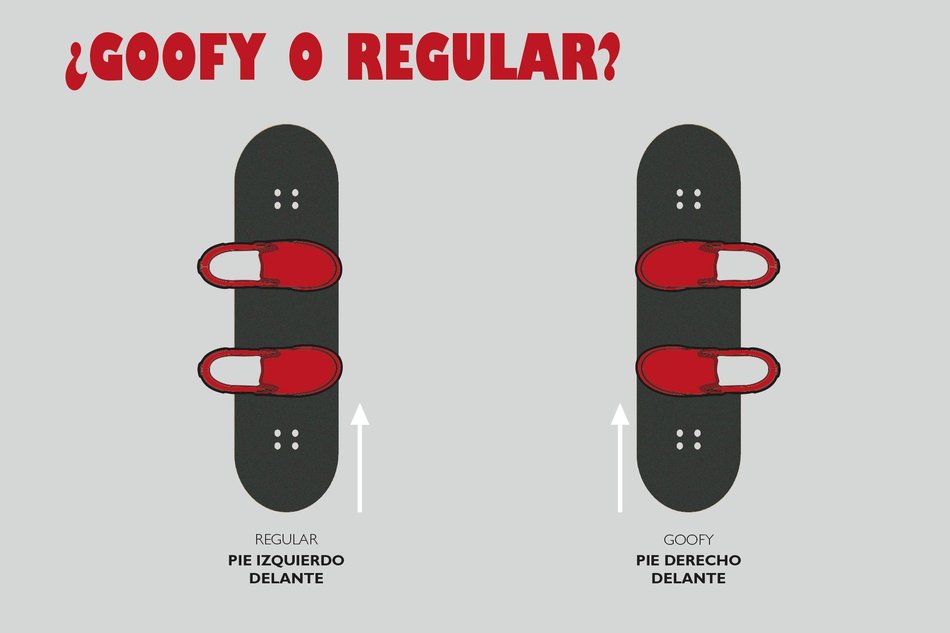 ¿GOOFY O REGULAR?
REGULAR
PIE IZQUIERDO
DELANTE
GOOFY
PIE DERECHO
DELANTE